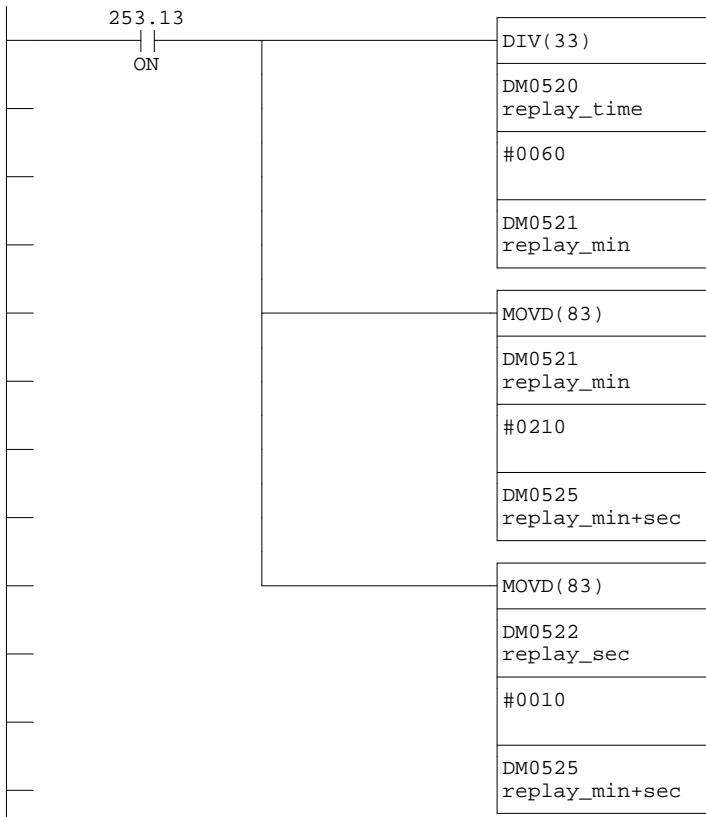 253.13
ON
DIV(33)
DM0520
replay_time
#0060
DM0521
replay_min
MOVD(83)
DM0521
replay_min
#0210
DM0525
replay_min+sec
MOVD(83)
DM0522
replay_sec
#0010
DM0525
replay_min+sec